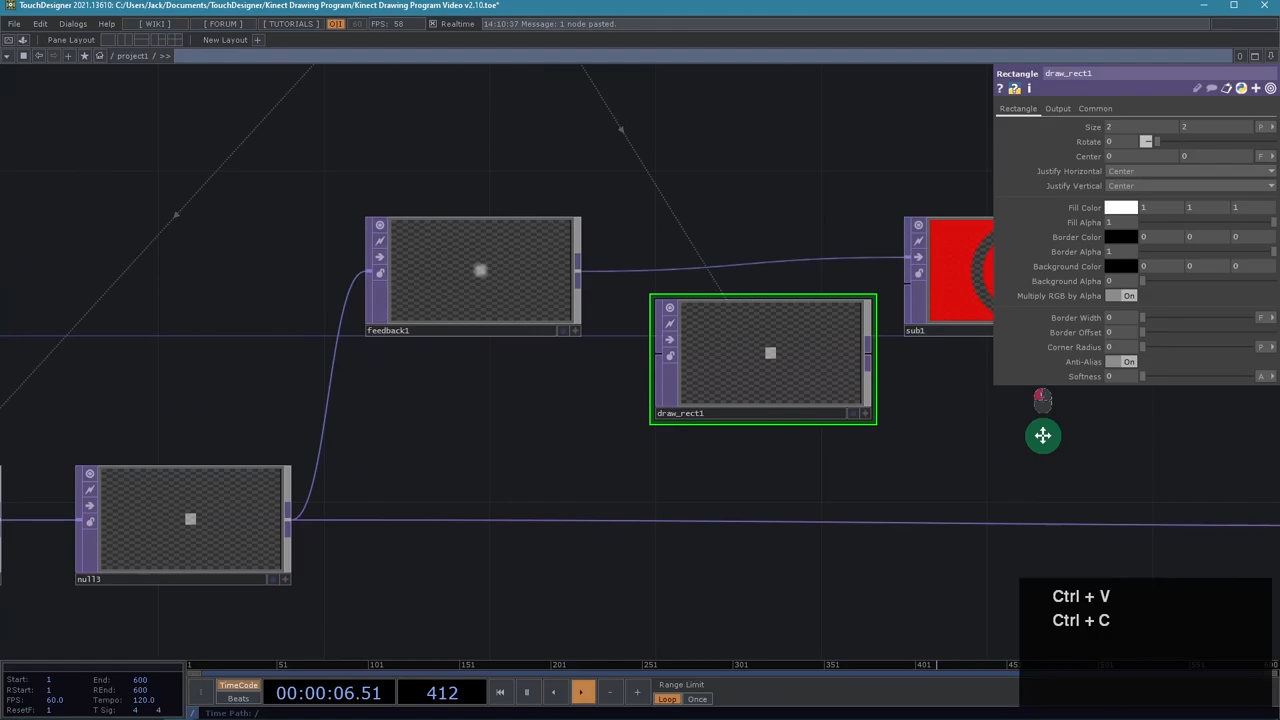 TouchDesigner 2021.13610: C:/Users/Jack/Documents/TouchDesigner/Kinect Drawing Program/Kinect Drawing Program Video v2.10.toe*
File Edit Dialogs Help [ WIKI ] [ FORUM ] [ TUTORIALS ] O|I 60 FPS: 58 Realtime 14:10:37 Message: 1 node pasted.
Pane Layout New Layout +
/ project1 / >>
Rectangle draw_rect1
Rectangle Output Common
Size 2 2 P
Rotate 0
Center 0 0 F
Justify Horizontal Center
Justify Vertical Center
Fill Color 1 1 1
Fill Alpha 1
Border Color 0 0 0
Border Alpha 1
Background Color 0 0 0
Background Alpha 0
Multiply RGB by Alpha On
Border Width 0 F
Border Offset 0
Corner Radius 0 P
Anti-Alias On
Softness 0 A
feedback1
sub1
draw_rect1
null3
Ctrl + V
Ctrl + C
1 51 101 151 201 251 301 351 401 451
Start: 1 End: 600
RStart: 1 REnd: 600
FPS: 60.0 Tempo: 120.0
ResetF: 1 T Sig: 4 4
TimeCode
Beats
00:00:06.51
412
Range Limit
Loop Once
/ Time Path: /